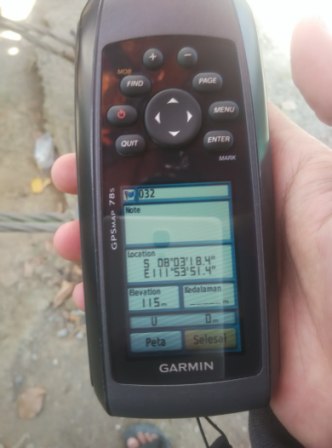 MOB
FIND
+
−
PAGE
MENU
QUIT
ENTER
MARK
GPSMAP 78s
032
Note
Location
S 08°03'18.4"
E111°53'51.4"
Elevation
115m
Kedalaman
_____m
U
0m
Peta
Selesai
GARMIN